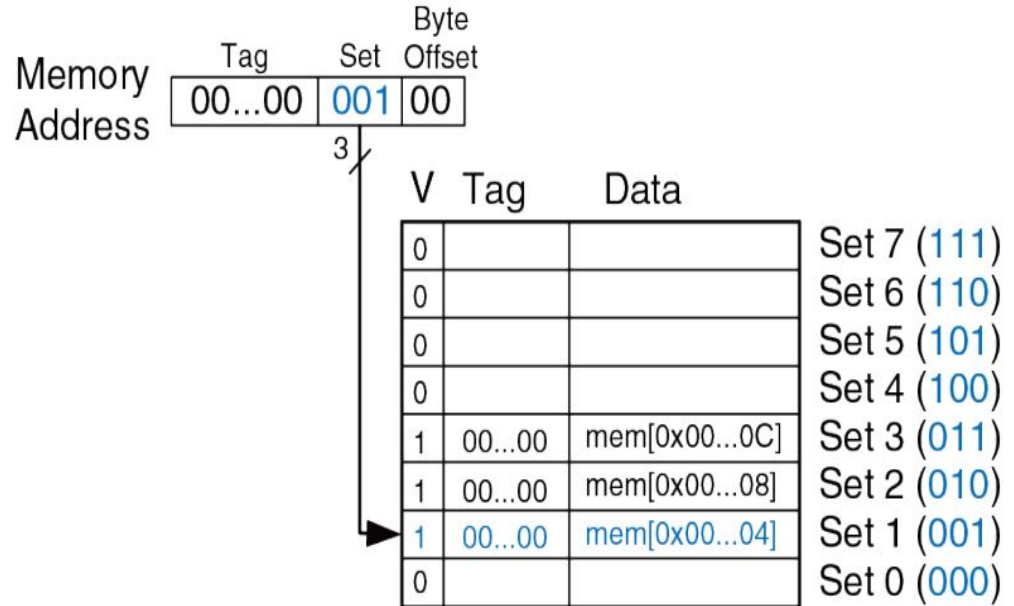 Memory Address
Tag Set Byte Offset
00...00 001 00
3
V Tag Data
0 Set 7 (111)
0 Set 6 (110)
0 Set 5 (101)
0 Set 4 (100)
1 00...00 mem[0x00...0C] Set 3 (011)
1 00...00 mem[0x00...08] Set 2 (010)
1 00...00 mem[0x00...04] Set 1 (001)
0 Set 0 (000)